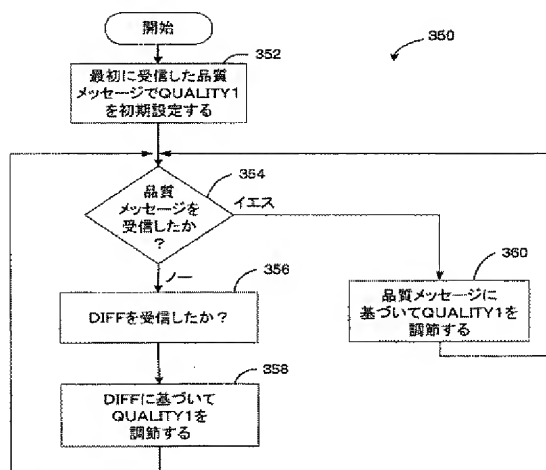 開始
350
352
最初に受信した品質
メッセージでQUALITY1
を初期設定する
354
品質
メッセージを
受信したか
?
イエス
ノー
356
DIFFを受信したか?
360
品質メッセージに
基づいてQUALITY1を
調節する
358
DIFFに基づいて
QUALITY1を
調節する